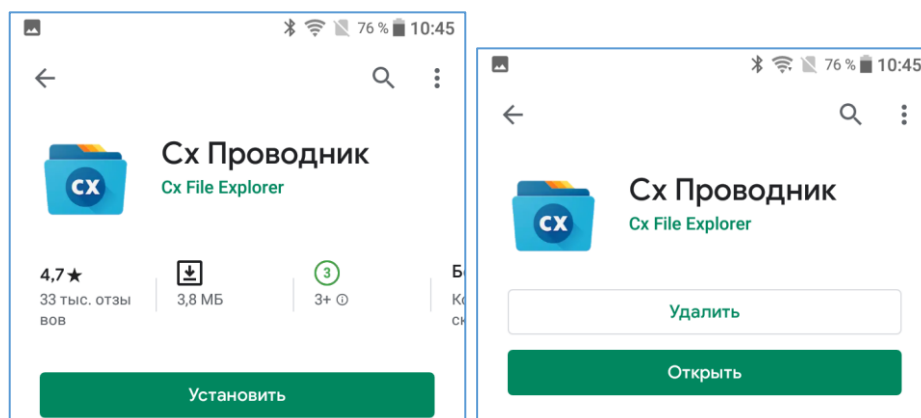 76 % 10:45
Cx Проводник
Cx File Explorer
CX
4,7★
33 тыс. отзы
вов
3,8 МБ
3
3+
Установить
76 % 10:45
Cx Проводник
Cx File Explorer
CX
Удалить
Открыть